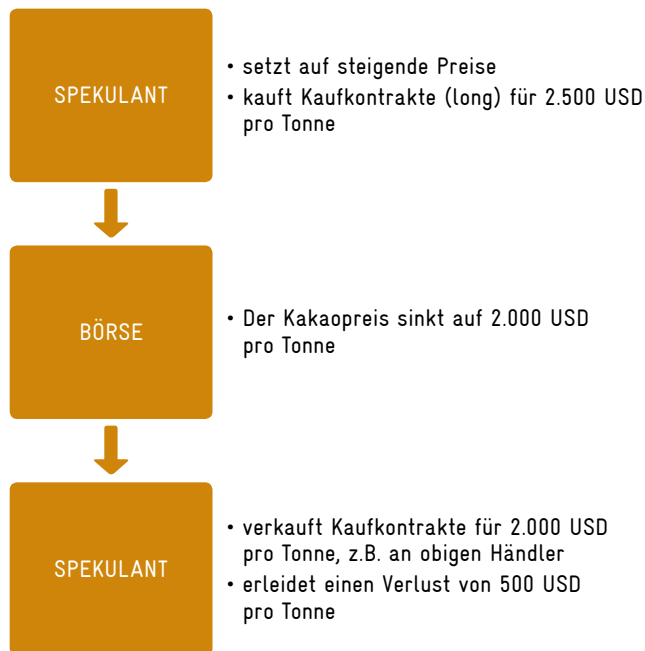 SPEKULANT
• setzt auf steigende Preise
• kauft Kaufkontrakte (long) für 2.500 USD
pro Tonne
BÖRSE
• Der Kakaopreis sinkt auf 2.000 USD
pro Tonne
SPEKULANT
• verkauft Kaufkontrakte für 2.000 USD
pro Tonne, z.B. an obigen Händler
• erleidet einen Verlust von 500 USD
pro Tonne